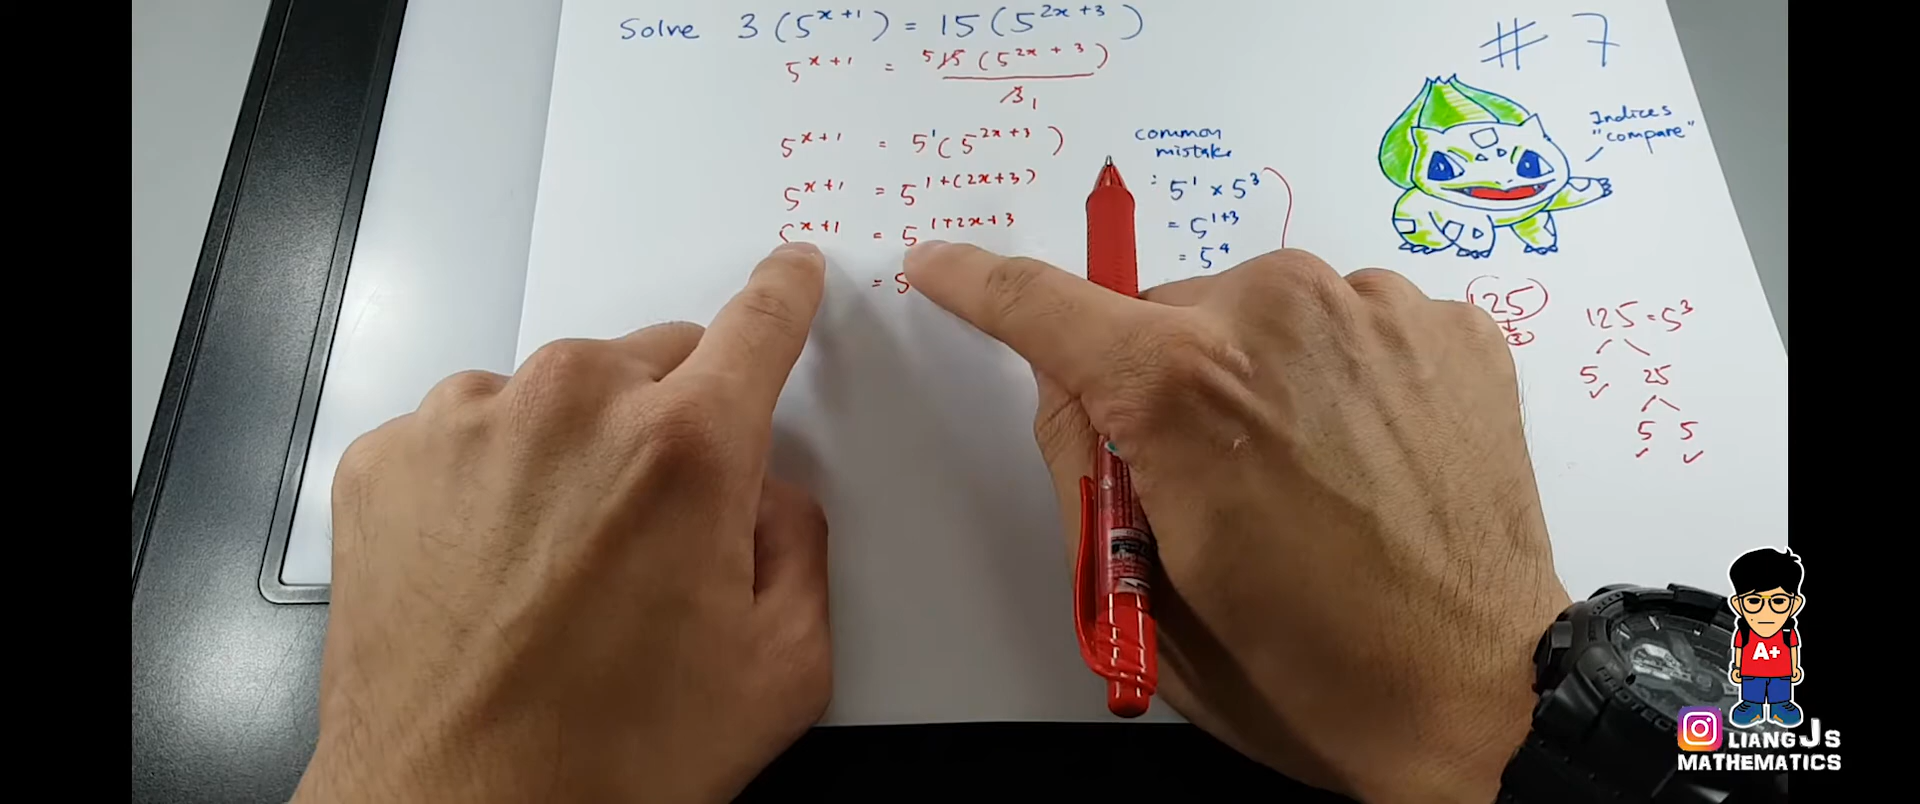 Solve 3 ( 5^{x+1} ) = 15 ( 5^{2x+3} )
# 7
5^{x+1} = 5 15 ( 5^{2x+3} )
3 1
5^{x+1} = 5^1 ( 5^{2x+3} )
5^{x+1} = 5^{1+(2x+3)}
5^{x+1} = 5^{1+2x+3}
= 5
common
mistake
: 5^1 × 5^3
= 5^{1+3}
= 5^4
Indices
"compare"
125
3
125 = 5^3
5 25
5 5
A+
LIANG JS
MATHEMATICS
PROTEC